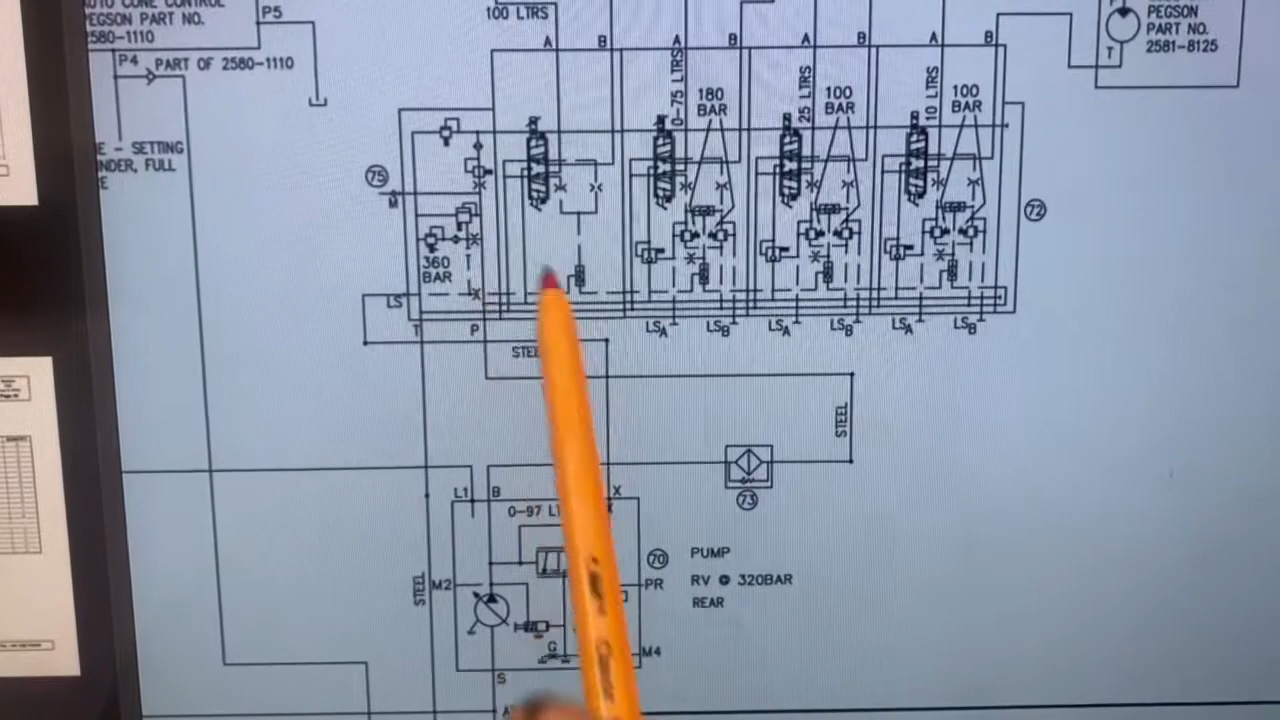 AUTO CONE CONTROL
PEGSON PART NO.
2580-1110
P5
P4
PART OF 2580-1110
E - SETTING
NDER, FULL
E
100 LTRS
A
B
A
B
A
B
A
B
0-75 LTRS
180
BAR
25 LTRS
100
BAR
10 LTRS
100
BAR
P
T
PEGSON
PART NO.
2581-8125
75
M
72
360
BAR
LS
T
P
LSA
LSB
LSA
LSB
LSA
LSB
STEE
STEEL
73
L1
B
X
0-97 LT
70
PUMP
RV @ 320BAR
REAR
STEEL
M2
PR
G
M4
S
A